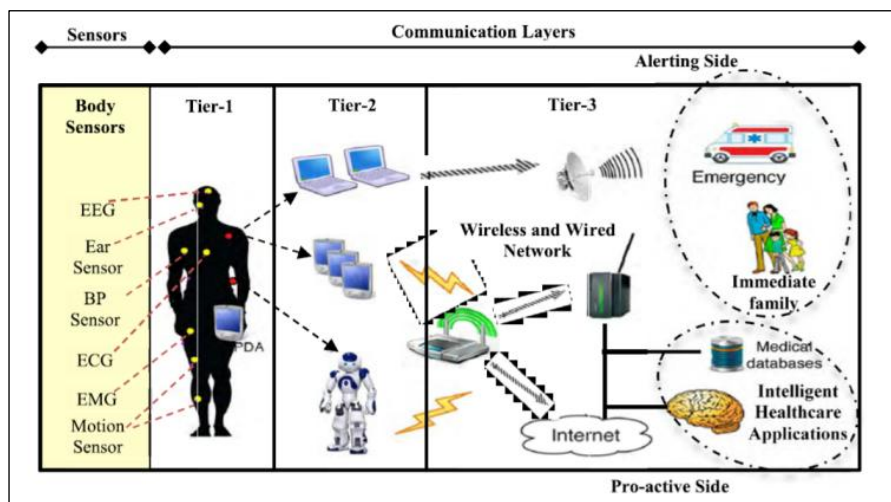 Sensors
Communication Layers
Alerting Side
Body
Sensors
Tier-1
Tier-2
Tier-3
EEG
Ear
Sensor
BP
Sensor
ECG
EMG
Motion
Sensor
PDA
Wireless and Wired
Network
Emergency
Immediate
family
Medical
databases
Intelligent
Healthcare
Applications
Internet
Pro-active Side